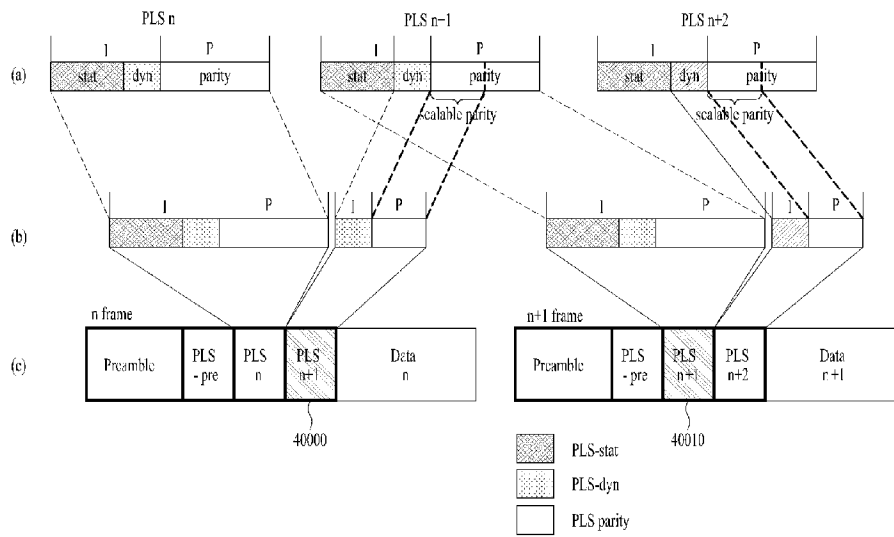 PLS n
PLS n−1
PLS n+2
I P I P I P
(a) stat dyn parity stat dyn parity stat dyn parity
scalable parity scalable parity
I P I P I P I P
(b)
n frame n+1 frame
(c) Preamble PLS - pre PLS n PLS n+1 Data n Preamble PLS - pre PLS n+1 PLS n+2 Data n+1
40000 40010
PLS-stat
PLS-dyn
PLS parity